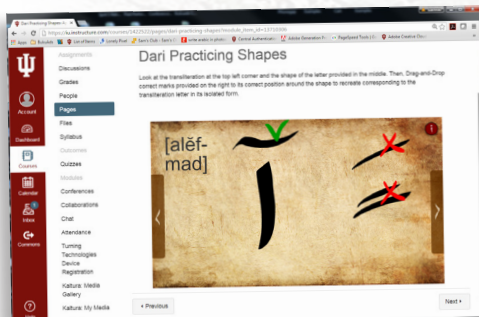 Dari Practicing Shapes
Assignments
Discussions
Grades
People
Pages
Files
Syllabus
Outcomes
Quizzes
Modules
Conferences
Collaborations
Chat
Attendance
Turning
Technologies
Device
Registration
Kaltura: Media
Gallery
Kaltura: My Media
Account
Dashboard
Courses
Calendar
Inbox
Commons
Dari Practicing Shapes
Look at the transliteration at the top left corner and the shape of the letter provided in the middle. Then, Drag-and-Drop
correct marks provided on the right to its correct position around the shape to recreate corresponding to the
transliteration letter in its isolated form.
[alĕf-
mad]
آ
Previous
Next